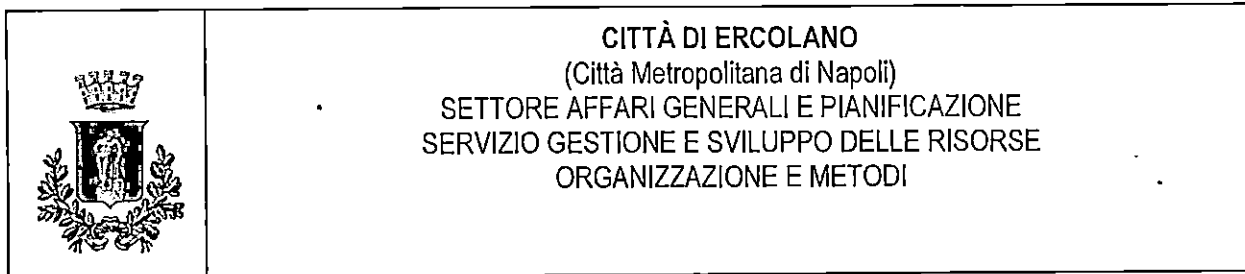 CITTÀ DI ERCOLANO
(Città Metropolitana di Napoli)
SETTORE AFFARI GENERALI E PIANIFICAZIONE
SERVIZIO GESTIONE E SVILUPPO DELLE RISORSE
ORGANIZZAZIONE E METODI